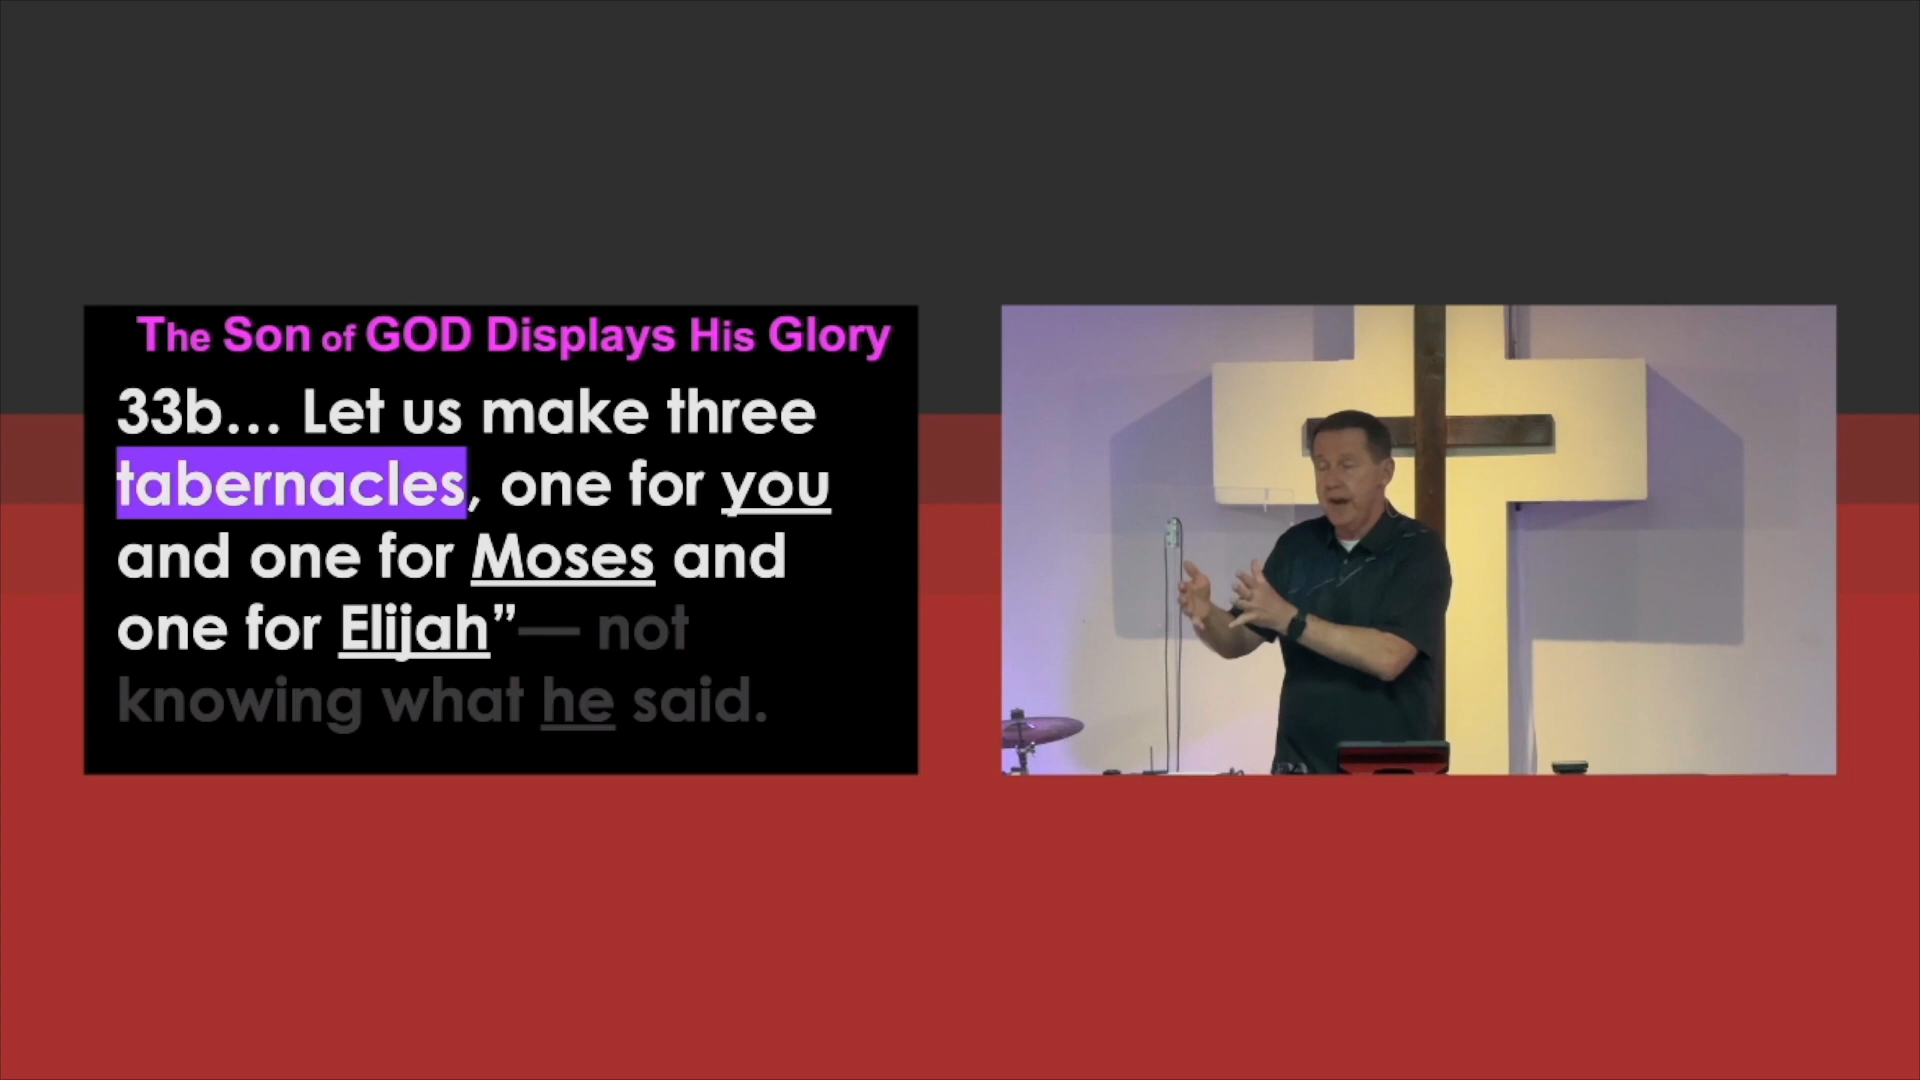 The Son of GOD Displays His Glory
33b... Let us make three
tabernacles, one for you
and one for Moses and
one for Elijah”— not
knowing what he said.